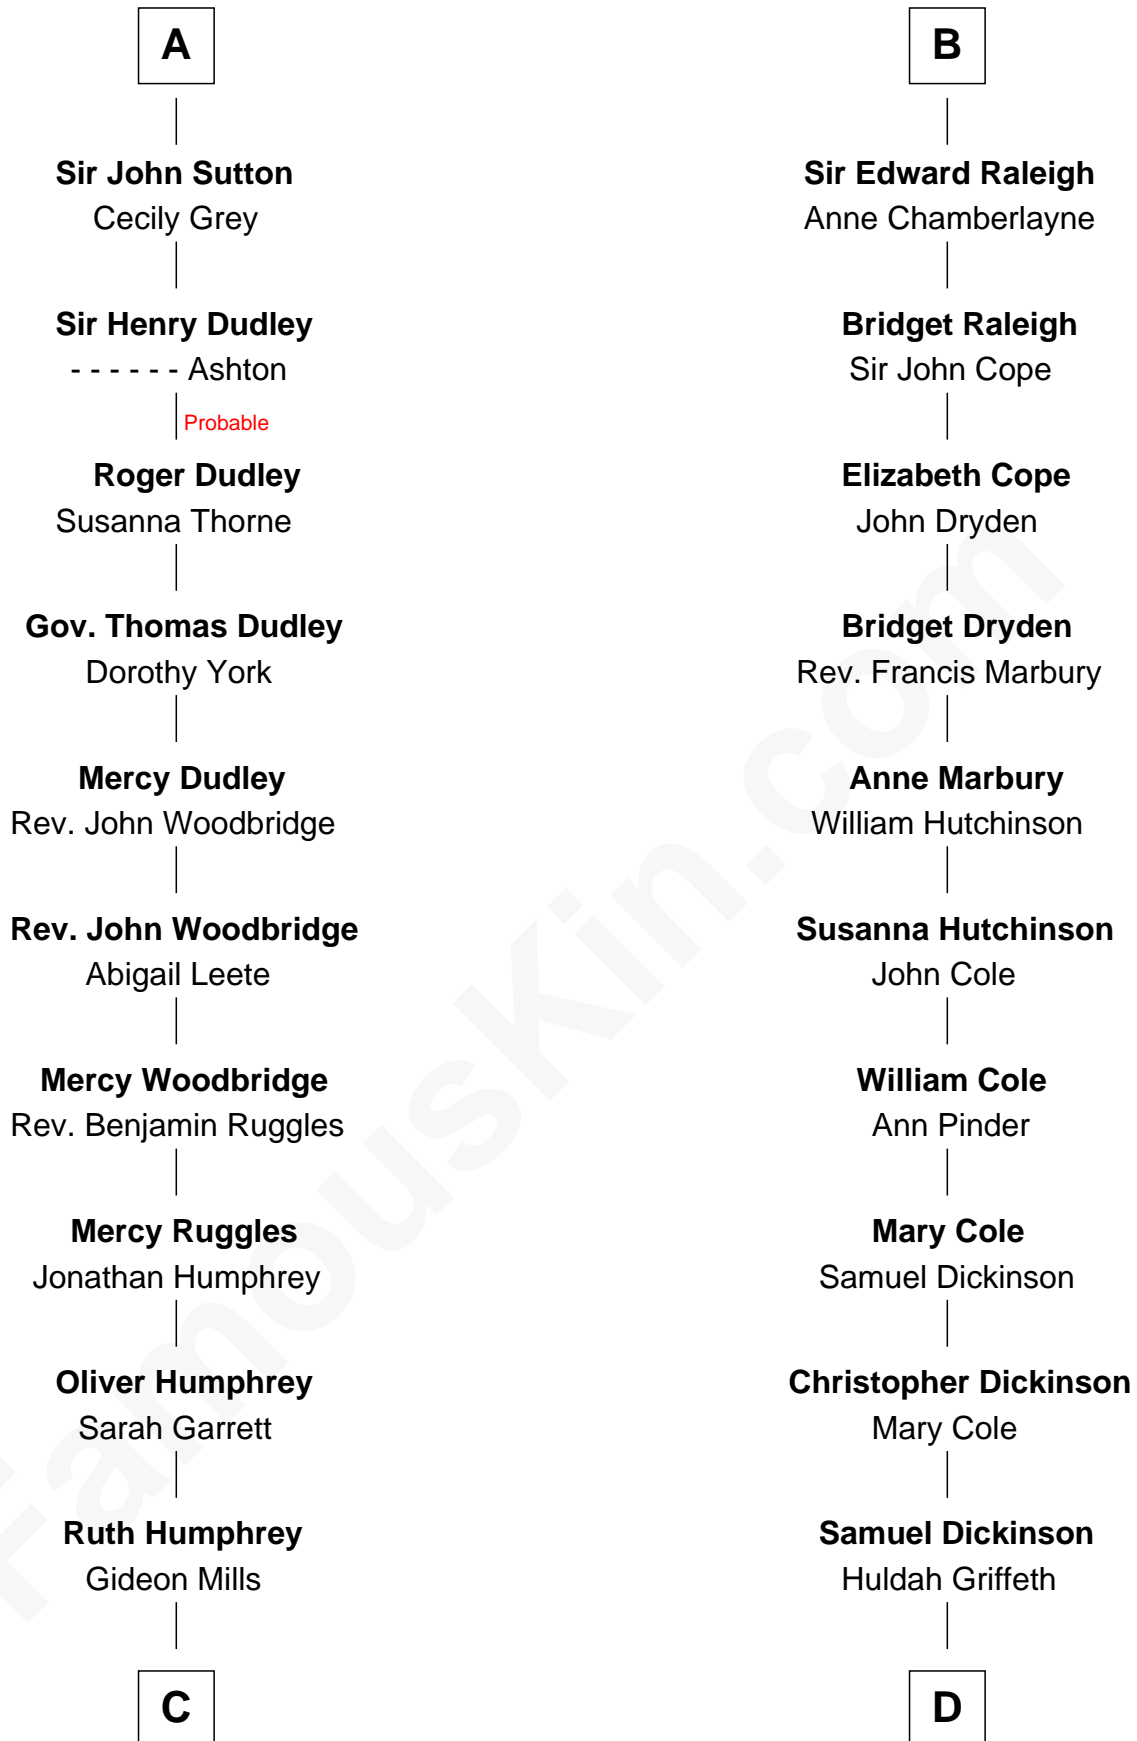 A
Sir John Sutton
Cecily Grey
Sir Henry Dudley
- - - - - - Ashton
Probable
Roger Dudley
Susanna Thorne
Gov. Thomas Dudley
Dorothy York
Mercy Dudley
Rev. John Woodbridge
Rev. John Woodbridge
Abigail Leete
Mercy Woodbridge
Rev. Benjamin Ruggles
Mercy Ruggles
Jonathan Humphrey
Oliver Humphrey
Sarah Garrett
Ruth Humphrey
Gideon Mills
C
B
Sir Edward Raleigh
Anne Chamberlayne
Bridget Raleigh
Sir John Cope
Elizabeth Cope
John Dryden
Bridget Dryden
Rev. Francis Marbury
Anne Marbury
William Hutchinson
Susanna Hutchinson
John Cole
William Cole
Ann Pinder
Mary Cole
Samuel Dickinson
Christopher Dickinson
Mary Cole
Samuel Dickinson
Huldah Griffeth
D
FamousKin.com